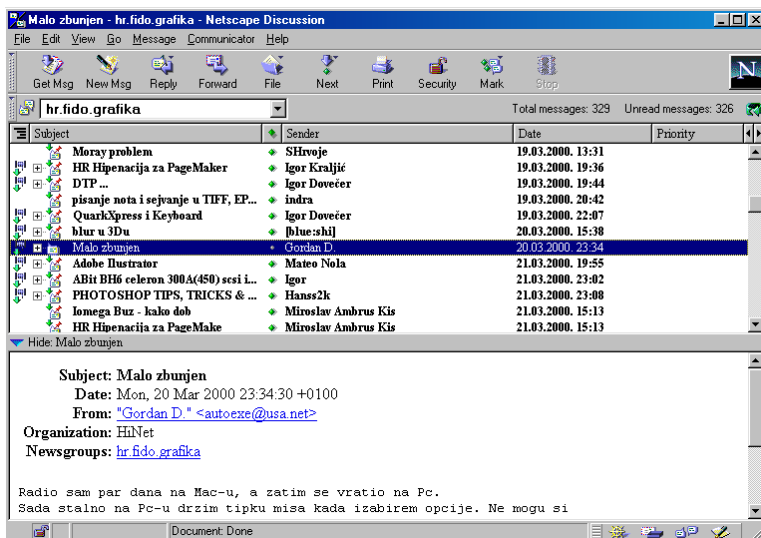 Malo zbunjen - hr.fido.grafika - Netscape Discussion
File Edit View Go Message Communicator Help
Get Msg New Msg Reply Forward File Next Print Security Mark Stop
N
hr.fido.grafika Total messages: 329 Unread messages: 326
Subject Sender Date Priority
Moray problem SHrvoje 19.03.2000. 13:31
HR Hipenacija za PageMaker Igor Kraljić 19.03.2000. 19:36
DTP ... Igor Dovečer 19.03.2000. 19:44
pisanje nota i sejvanje u TIFF, EP... indra 19.03.2000. 20:42
QuarkXpress i Keyboard Igor Dovečer 19.03.2000. 22:07
blur u 3Du [blue:shi] 20.03.2000. 15:38
Malo zbunjen Gordan D. 20.03.2000. 23:34
Adobe Ilustrator Mateo Nola 21.03.2000. 19:55
ABit BH6 celeron 300A(450) scsi i... Igor 21.03.2000. 23:02
PHOTOSHOP TIPS, TRICKS & ... Hanss2k 21.03.2000. 23:08
Iomega Buz - kako dob Miroslav Ambrus Kis 21.03.2000. 15:13
HR Hipenacija za PageMake Miroslav Ambrus Kis 21.03.2000. 15:13
Hide: Malo zbunjen
Subject: Malo zbunjen
Date: Mon, 20 Mar 2000 23:34:30 +0100
From: "Gordan D." <autoexe@usa.net>
Organization: HiNet
Newsgroups: hr.fido.grafika
Radio sam par dana na Mac-u, a zatim se vratio na Pc.
Sada stalno na Pc-u drzim tipku misa kada izabirem opcije. Ne mogu si
Document: Done